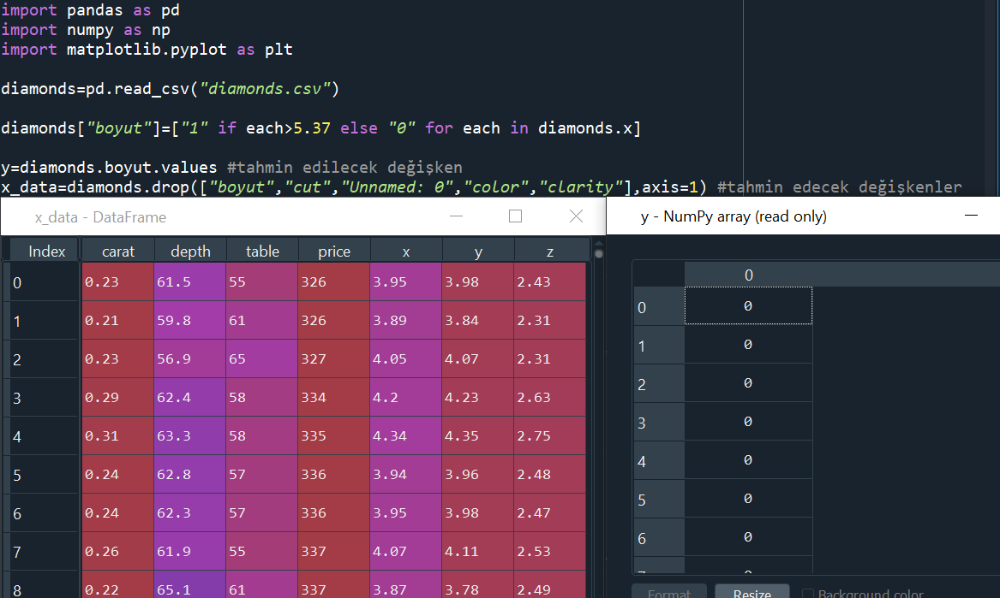 import pandas as pd
import numpy as np
import matplotlib.pyplot as plt
diamonds=pd.read_csv("diamonds.csv")
diamonds["boyut"]=["1" if each>5.37 else "0" for each in diamonds.x]
y=diamonds.boyut.values #tahmin edilecek değişken
x_data=diamonds.drop(["boyut","cut","Unnamed: 0","color","clarity"],axis=1) #tahmin edecek değişkenler
x_data - DataFrame
Index carat depth table price x y z
0 0.23 61.5 55 326 3.95 3.98 2.43
1 0.21 59.8 61 326 3.89 3.84 2.31
2 0.23 56.9 65 327 4.05 4.07 2.31
3 0.29 62.4 58 334 4.2 4.23 2.63
4 0.31 63.3 58 335 4.34 4.35 2.75
5 0.24 62.8 57 336 3.94 3.96 2.48
6 0.24 62.3 57 336 3.95 3.98 2.47
7 0.26 61.9 55 337 4.07 4.11 2.53
8 0.22 65.1 61 337 3.87 3.78 2.49
y - NumPy array (read only)
0
0 0
1 0
2 0
3 0
4 0
5 0
6 0
Format Resize Background color